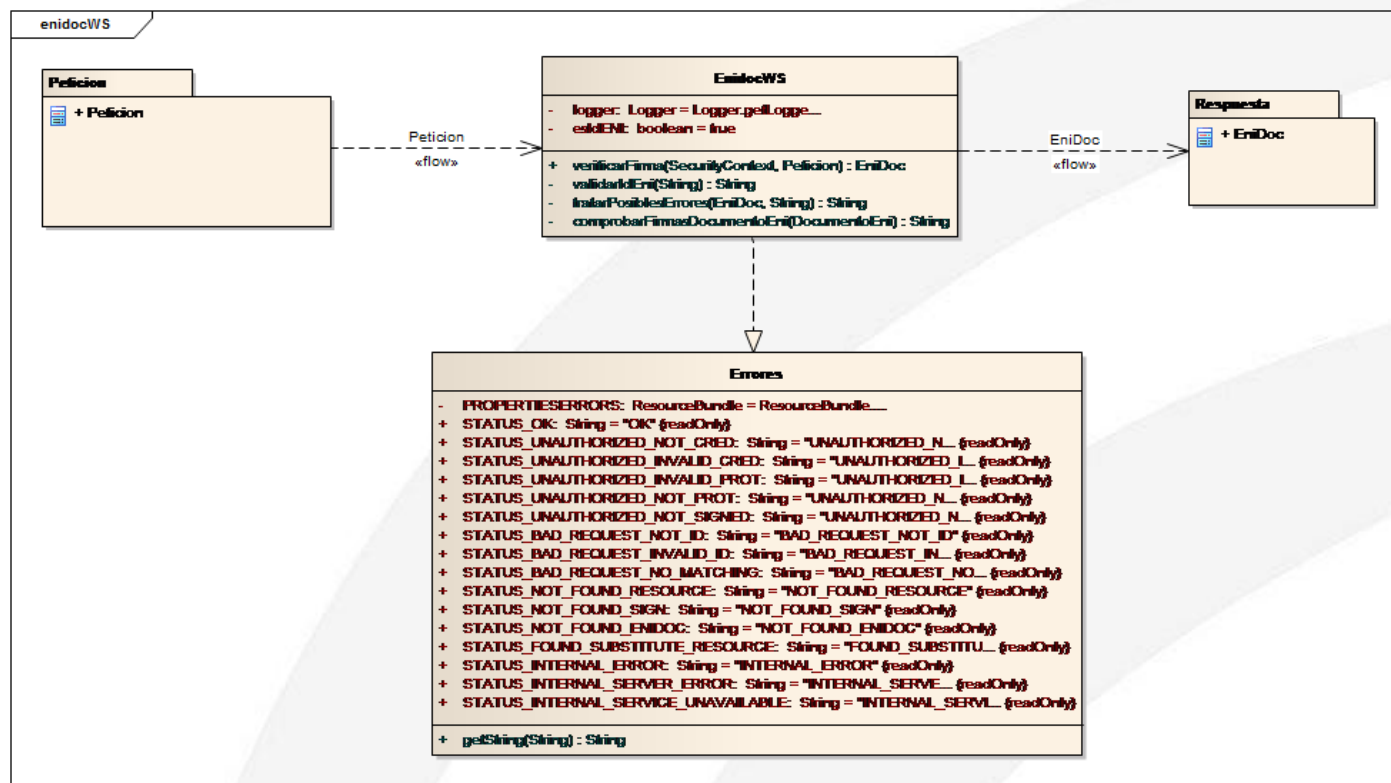 enidocWS
Peticion
+ Peticion
Peticion
«flow»
EnidocWS
- logger: Logger = Logger.getLogge...
- esIdENI: boolean = true
+ verificarFirma(SecurityContext, Peticion) : EniDoc
- validarIdEni(String) : String
- tratarPosiblesErrores(EniDoc, String) : String
- comprobarFirmasDocumentoEni(DocumentoEni) : String
EniDoc
«flow»
Respuesta
+ EniDoc
Errores
- PROPERTIESERRORS: ResourceBundle = ResourceBundle....
+ STATUS_OK: String = "OK" {readOnly}
+ STATUS_UNAUTHORIZED_NOT_CRED: String = "UNAUTHORIZED_N... {readOnly}
+ STATUS_UNAUTHORIZED_INVALID_CRED: String = "UNAUTHORIZED_I... {readOnly}
+ STATUS_UNAUTHORIZED_INVALID_PROT: String = "UNAUTHORIZED_I... {readOnly}
+ STATUS_UNAUTHORIZED_NOT_PROT: String = "UNAUTHORIZED_N... {readOnly}
+ STATUS_UNAUTHORIZED_NOT_SIGNED: String = "UNAUTHORIZED_N... {readOnly}
+ STATUS_BAD_REQUEST_NOT_ID: String = "BAD_REQUEST_NOT_ID" {readOnly}
+ STATUS_BAD_REQUEST_INVALID_ID: String = "BAD_REQUEST_IN... {readOnly}
+ STATUS_BAD_REQUEST_NO_MATCHING: String = "BAD_REQUEST_NO... {readOnly}
+ STATUS_NOT_FOUND_RESOURCE: String = "NOT_FOUND_RESOURCE" {readOnly}
+ STATUS_NOT_FOUND_SIGN: String = "NOT_FOUND_SIGN" {readOnly}
+ STATUS_NOT_FOUND_ENIDOC: String = "NOT_FOUND_ENIDOC" {readOnly}
+ STATUS_FOUND_SUBSTITUTE_RESOURCE: String = "FOUND_SUBSTITU... {readOnly}
+ STATUS_INTERNAL_ERROR: String = "INTERNAL_ERROR" {readOnly}
+ STATUS_INTERNAL_SERVER_ERROR: String = "INTERNAL_SERVE... {readOnly}
+ STATUS_INTERNAL_SERVICE_UNAVAILABLE: String = "INTERNAL_SERVI... {readOnly}
+ getString(String) : String